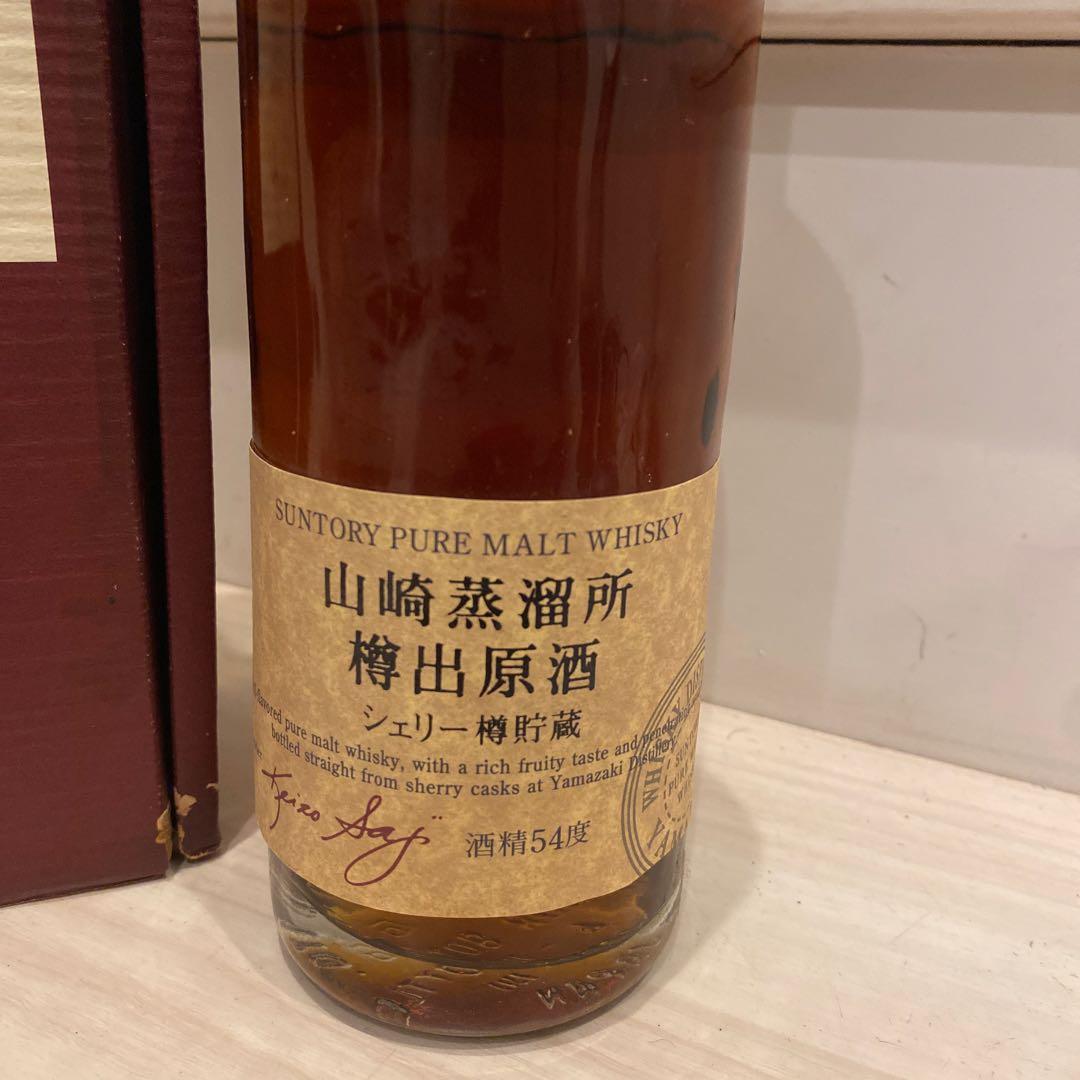 SUNTORY PURE MALT WHISKY
山崎蒸溜所
樽出原酒
シェリー樽貯蔵
pure malt whisky, with a rich fruity taste and
bottled straight from sherry casks at Yamazaki Distillery
Keizo Saji
酒精54度